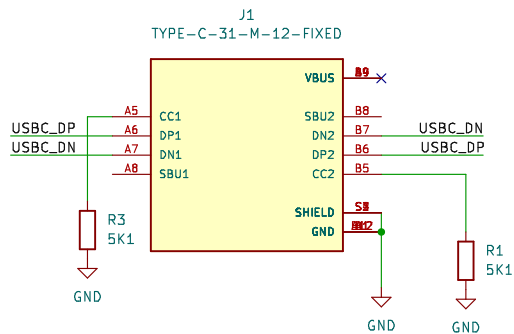 J1
TYPE-C-31-M-12-FIXED
VBUS
A5 CC1 SBU2 B8
USBC_DP A6 DP1 DN2 B7 USBC_DN
USBC_DN A7 DN1 DP2 B6 USBC_DP
A8 SBU1 CC2 B5
SHIELD
R3
5K1
GND
R1
5K1
GND
GND
GND